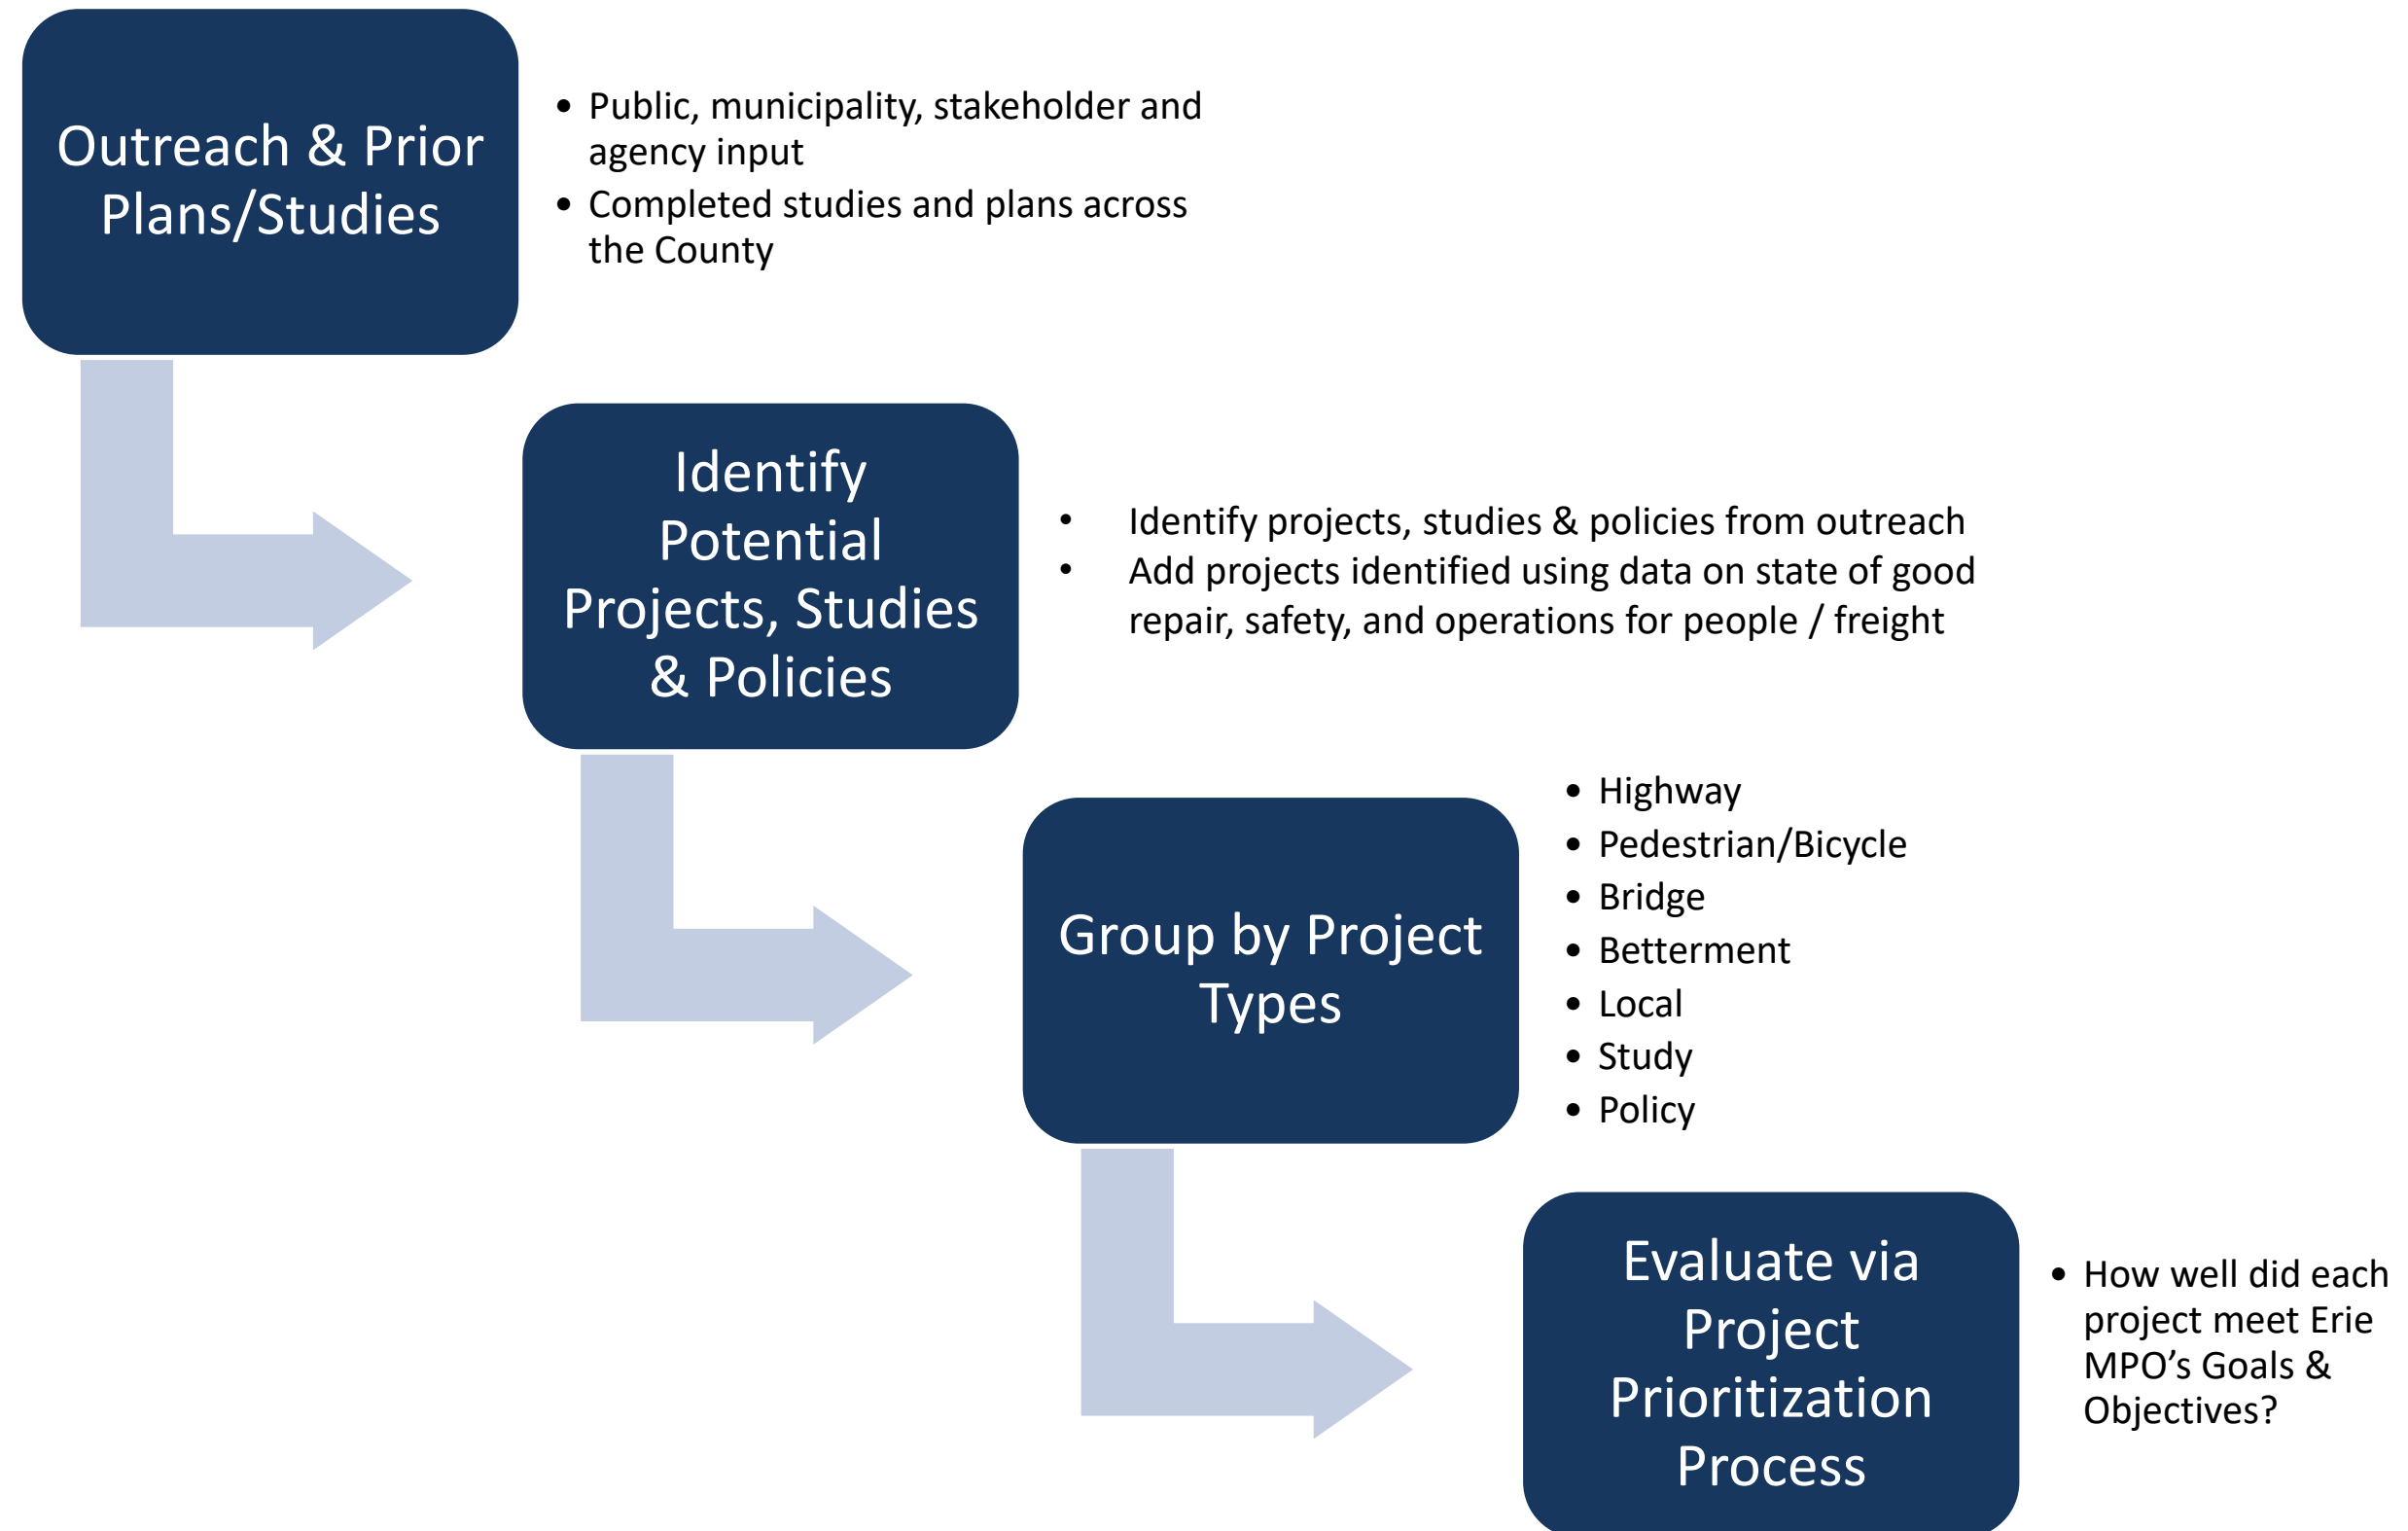 Outreach & Prior
Plans/Studies
• Public, municipality, stakeholder and
agency input
• Completed studies and plans across
the County
Identify
Potential
Projects, Studies
& Policies
• Identify projects, studies & policies from outreach
• Add projects identified using data on state of good
repair, safety, and operations for people / freight
Group by Project
Types
• Highway
• Pedestrian/Bicycle
• Bridge
• Betterment
• Local
• Study
• Policy
Evaluate via
Project
Prioritization
Process
• How well did each
project meet Erie
MPO’s Goals &
Objectives?